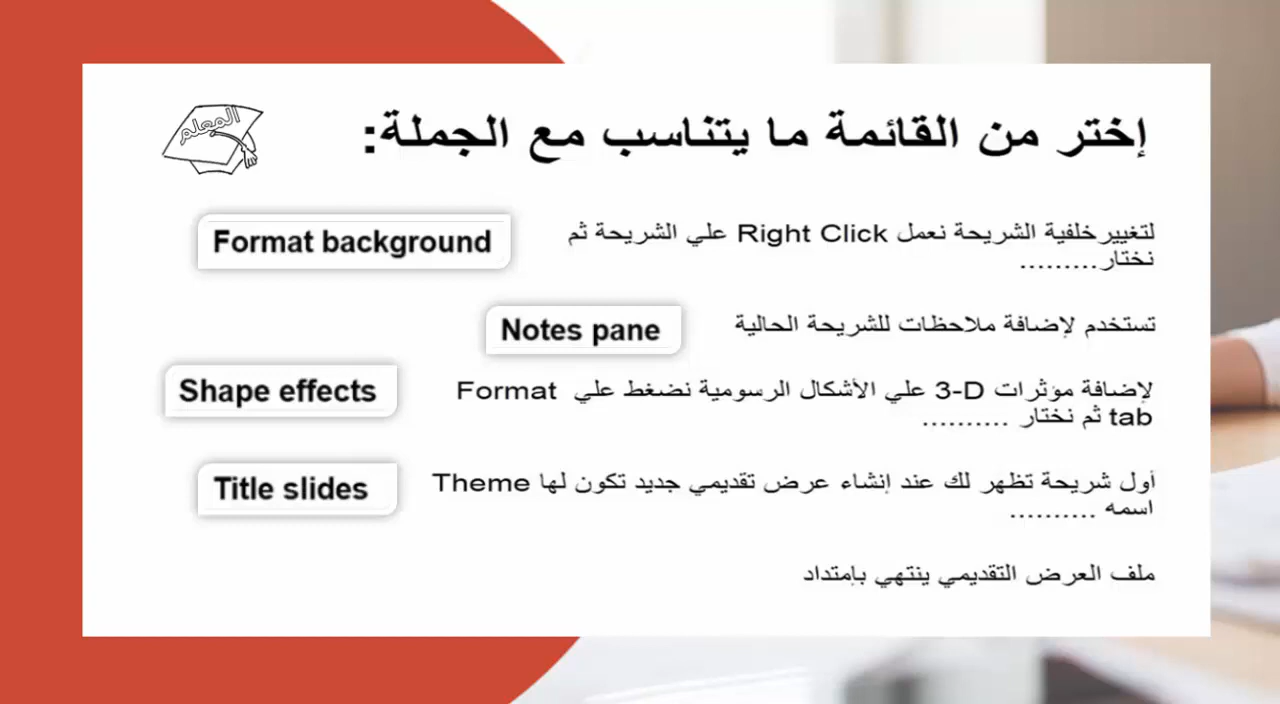 المعلم
إختر من القائمة ما يتناسب مع الجملة:
لتغييرخلفية الشريحة نعمل Right Click علي الشريحة ثم
نختار.........
Format background
تستخدم لإضافة ملاحظات للشريحة الحالية
Notes pane
لإضافة مؤثرات 3-D علي الأشكال الرسومية نضغط علي Format
tab ثم نختار ..........
Shape effects
أول شريحة تظهر لك عند إنشاء عرض تقديمي جديد تكون لها Theme
اسمه ..........
Title slides
ملف العرض التقديمي ينتهي بإمتداد